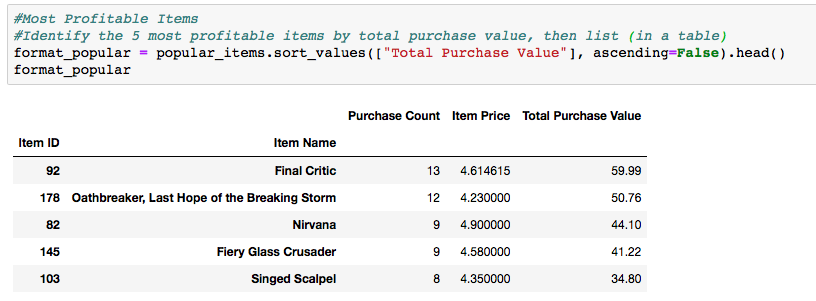 #Most Profitable Items
#Identify the 5 most profitable items by total purchase value, then list (in a table)
format_popular = popular_items.sort_values(["Total Purchase Value"], ascending=False).head()
format_popular
Purchase Count Item Price Total Purchase Value
Item ID Item Name
92 Final Critic 13 4.614615 59.99
178 Oathbreaker, Last Hope of the Breaking Storm 12 4.230000 50.76
82 Nirvana 9 4.900000 44.10
145 Fiery Glass Crusader 9 4.580000 41.22
103 Singed Scalpel 8 4.350000 34.80